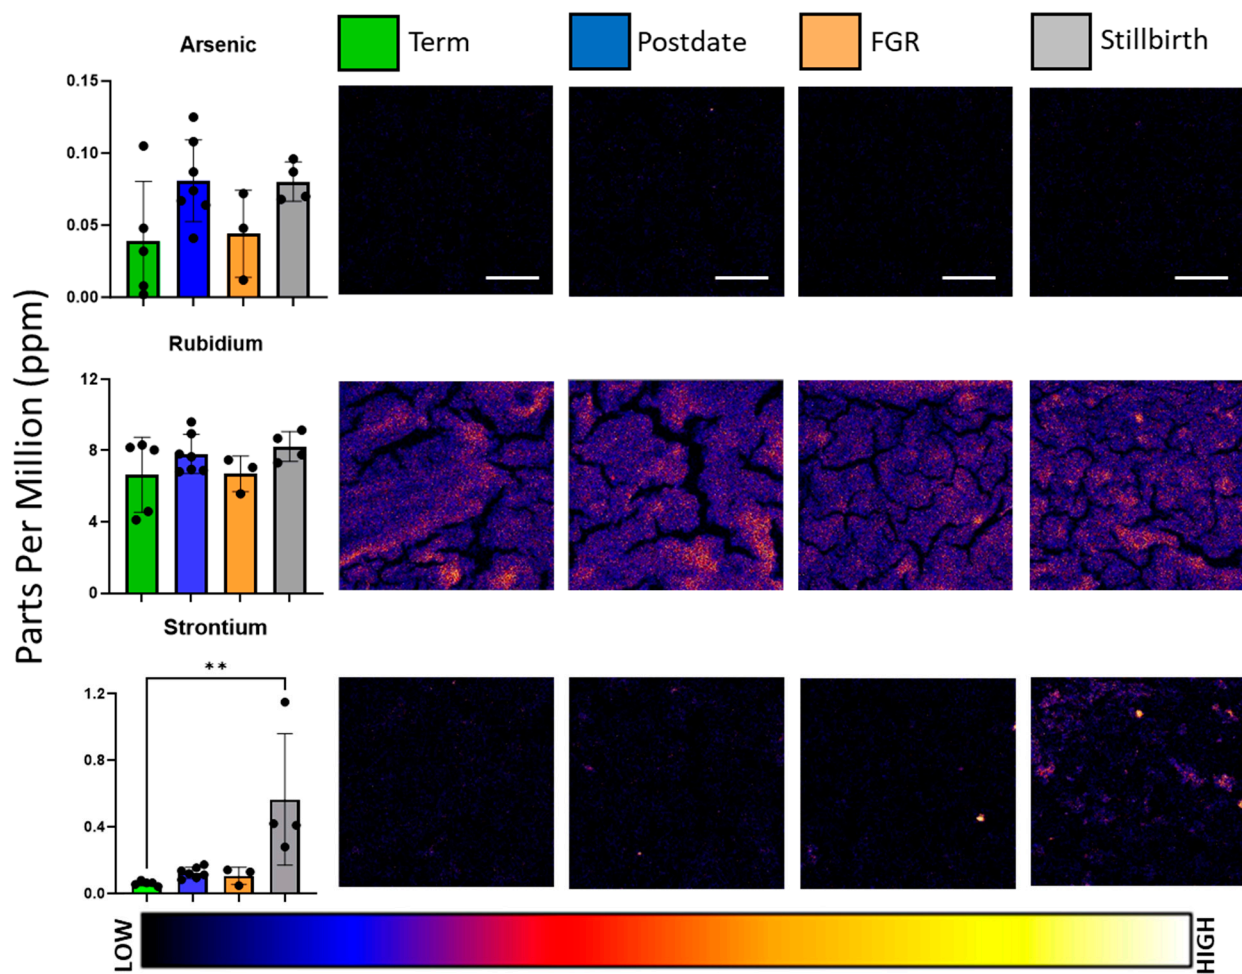 Term
Postdate
FGR
Stillbirth
Arsenic
0.15
0.10
0.05
0.00
Parts Per Million (ppm)
Rubidium
12
8
4
0
Strontium
**
1.2
0.8
0.4
0.0
LOW
HIGH